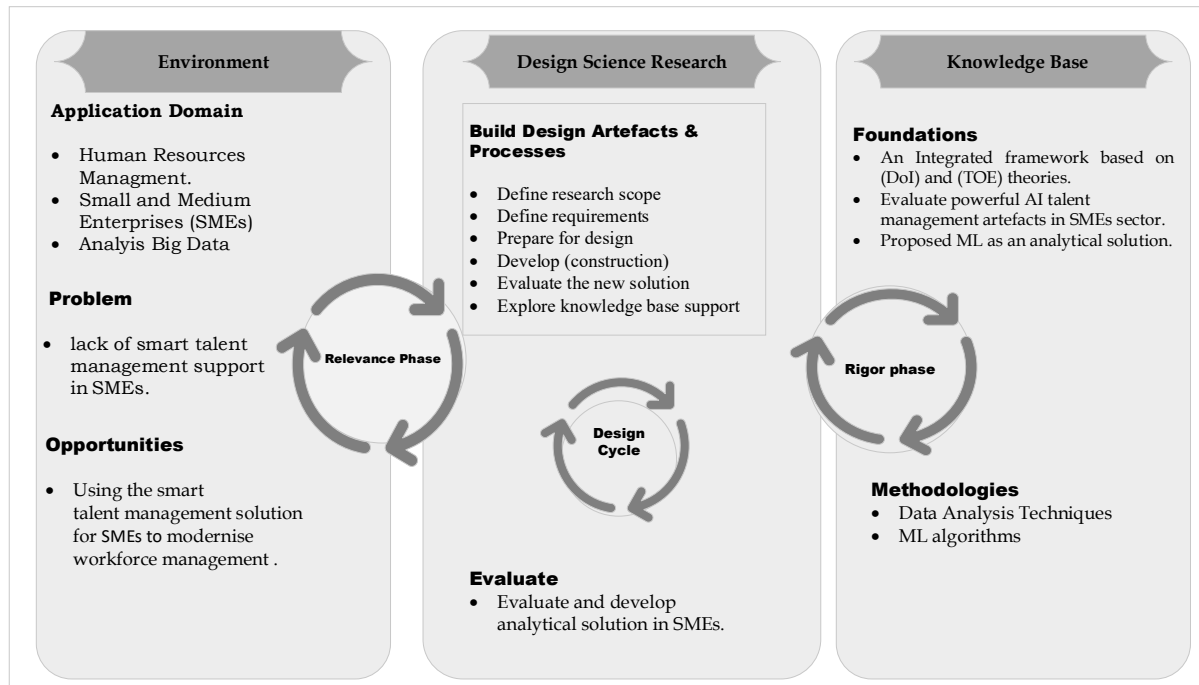 Environment
Application Domain
• Human Resources
Managment.
• Small and Medium
Enterprises (SMEs)
• Analyis Big Data
Problem
• lack of smart talent
management support
in SMEs.
Opportunities
• Using the smart
talent management solution
for SMEs to modernise
workforce management .
Relevance Phase
Design Science Research
Build Design Artefacts &
Processes
• Define research scope
• Define requirements
• Prepare for design
• Develop (construction)
• Evaluate the new solution
• Explore knowledge base support
Design
Cycle
Evaluate
• Evaluate and develop
analytical solution in SMEs.
Rigor phase
Knowledge Base
Foundations
• An Integrated framework based on
(DoI) and (TOE) theories.
• Evaluate powerful AI talent
management artefacts in SMEs sector.
• Proposed ML as an analytical solution.
Methodologies
• Data Analysis Techniques
• ML algorithms